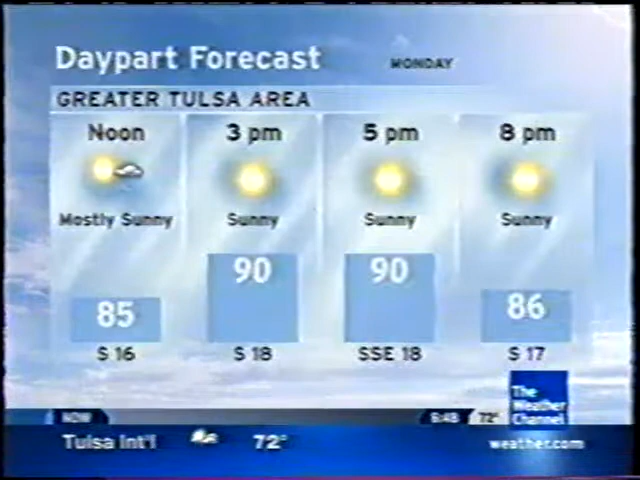 Daypart Forecast
MONDAY
GREATER TULSA AREA
Noon 3 pm 5 pm 8 pm
Mostly Sunny Sunny Sunny Sunny
85 90 90 86
S 16 S 18 SSE 18 S 17
The
Weather
Channel
NOW 6:48 72°
Tulsa Int'l 72° weather.com